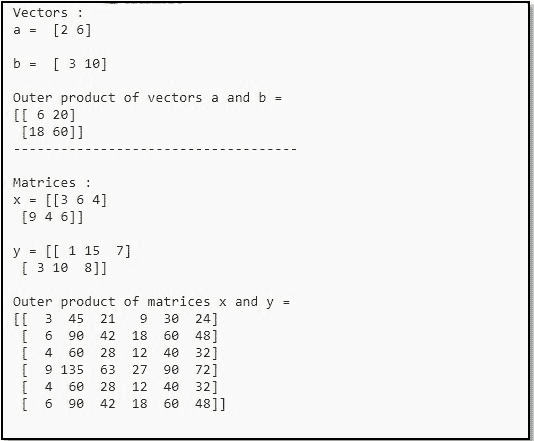 Vectors :
a =  [2 6]
b =  [ 3 10]
Outer product of vectors a and b =
[[ 6 20]
 [18 60]]
------------------------------------
Matrices :
x = [[3 6 4]
 [9 4 6]]
y = [[ 1 15  7]
 [ 3 10  8]]
Outer product of matrices x and y =
[[  3  45  21   9  30  24]
 [  6  90  42  18  60  48]
 [  4  60  28  12  40  32]
 [  9 135  63  27  90  72]
 [  4  60  28  12  40  32]
 [  6  90  42  18  60  48]]